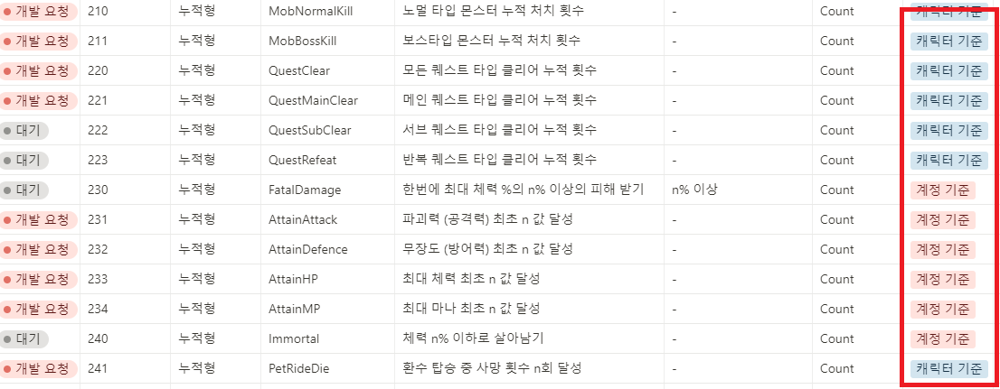 개발 요청 210 누적형 MobNormalKill 노멀 타입 몬스터 누적 처치 횟수 - Count 캐릭터 기준
개발 요청 211 누적형 MobBossKill 보스타입 몬스터 누적 처치 횟수 - Count 캐릭터 기준
개발 요청 220 누적형 QuestClear 모든 퀘스트 타입 클리어 누적 횟수 - Count 캐릭터 기준
개발 요청 221 누적형 QuestMainClear 메인 퀘스트 타입 클리어 누적 횟수 - Count 캐릭터 기준
대기 222 누적형 QuestSubClear 서브 퀘스트 타입 클리어 누적 횟수 - Count 캐릭터 기준
대기 223 누적형 QuestRefeat 반복 퀘스트 타입 클리어 누적 횟수 - Count 캐릭터 기준
대기 230 누적형 FatalDamage 한번에 최대 체력 %의 n% 이상의 피해 받기 n% 이상 Count 계정 기준
개발 요청 231 누적형 AttainAttack 파괴력 (공격력) 최초 n 값 달성 - Count 계정 기준
개발 요청 232 누적형 AttainDefence 무장도 (방어력) 최초 n 값 달성 - Count 계정 기준
개발 요청 233 누적형 AttainHP 최대 체력 최초 n 값 달성 - Count 계정 기준
개발 요청 234 누적형 AttainMP 최대 마나 최초 n 값 달성 - Count 계정 기준
대기 240 누적형 Immortal 체력 n% 이하로 살아남기 - Count 계정 기준
개발 요청 241 누적형 PetRideDie 환수 탑승 중 사망 횟수 n회 달성 - Count 캐릭터 기준